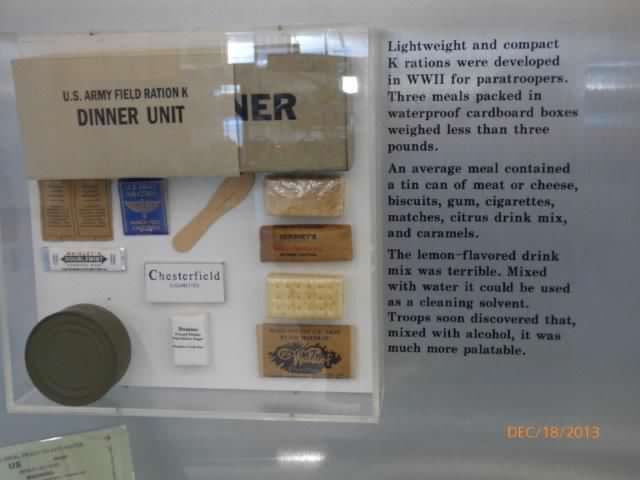 U.S. ARMY FIELD RATION K
DINNER UNIT
NER
HERSHEY'S
Chesterfield
CIGARETTES
Lightweight and compact
K rations were developed
in WWII for paratroopers.
Three meals packed in
waterproof cardboard boxes
weighed less than three
pounds.
An average meal contained
a tin can of meat or cheese,
biscuits, gum, cigarettes,
matches, citrus drink mix,
and caramels.
The lemon-flavored drink
mix was terrible. Mixed
with water it could be used
as a cleaning solvent.
Troops soon discovered that,
mixed with alcohol, it was
much more palatable.
US
DEC/18/2013